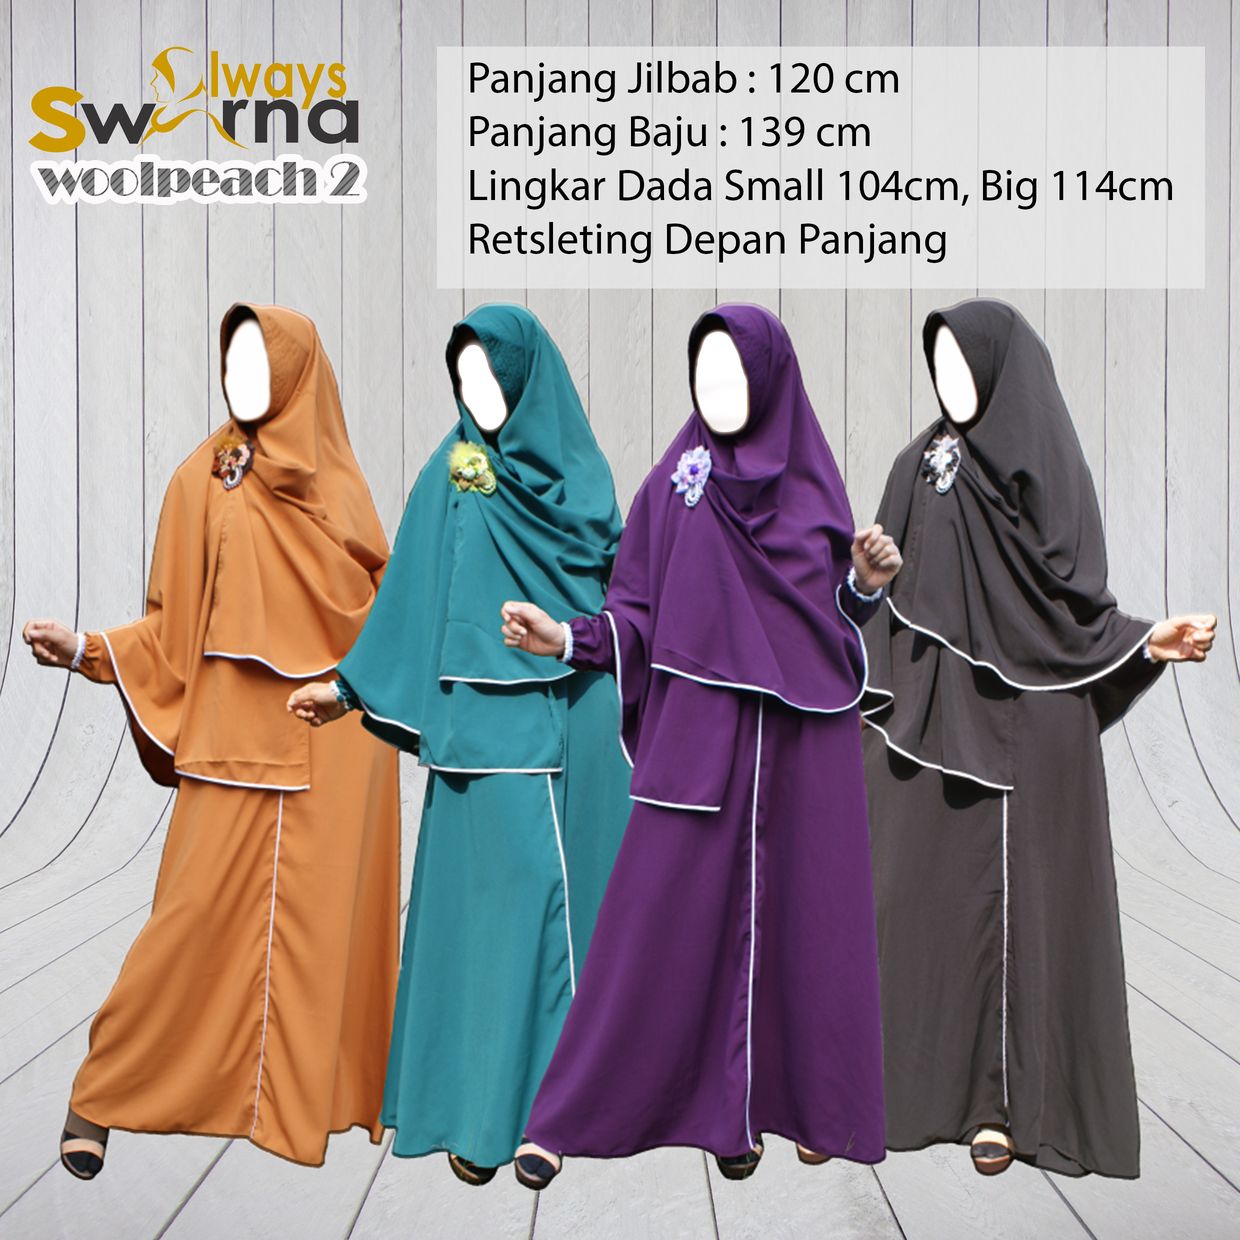 Always
Swarna
woolpeach 2
Panjang Jilbab : 120 cm
Panjang Baju : 139 cm
Lingkar Dada Small 104cm, Big 114cm
Retsleting Depan Panjang